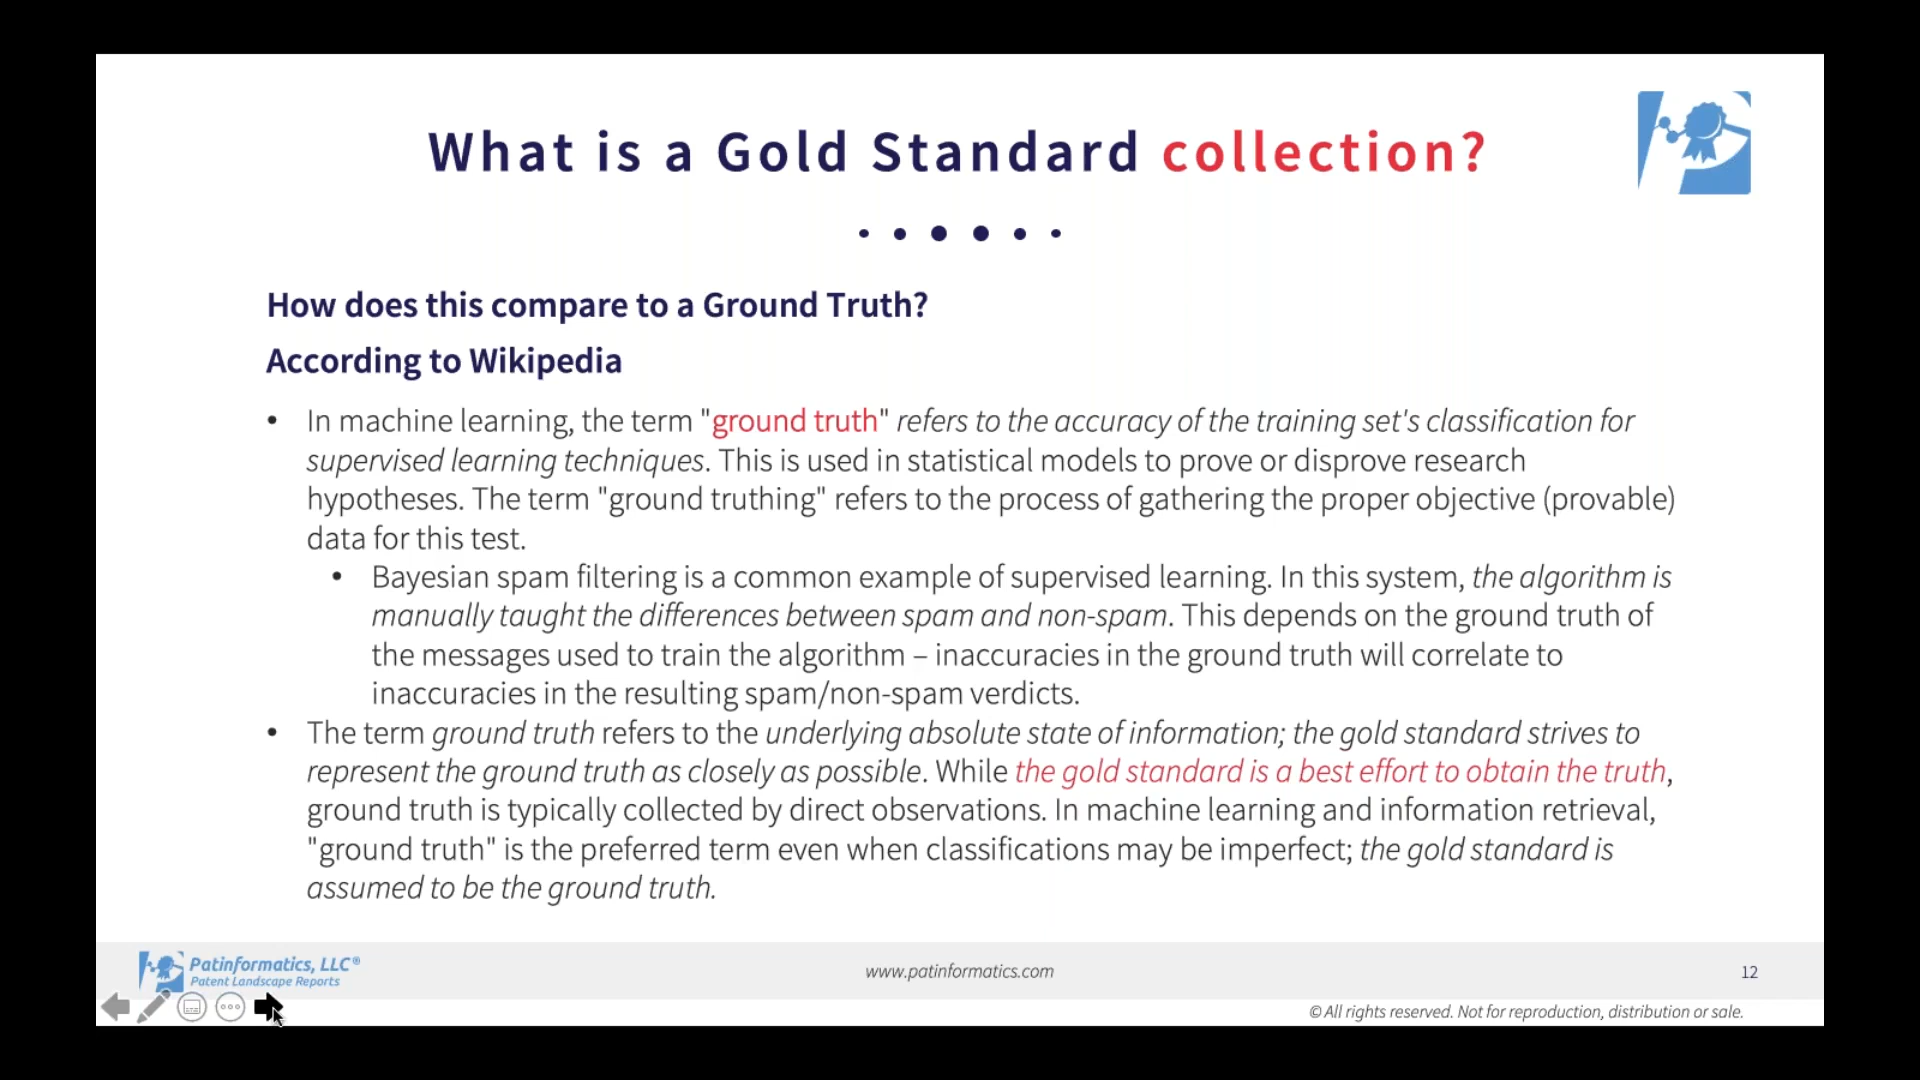 What is a Gold Standard collection?
How does this compare to a Ground Truth?
According to Wikipedia
• In machine learning, the term "ground truth" refers to the accuracy of the training set's classification for
supervised learning techniques. This is used in statistical models to prove or disprove research
hypotheses. The term "ground truthing" refers to the process of gathering the proper objective (provable)
data for this test.
• Bayesian spam filtering is a common example of supervised learning. In this system, the algorithm is
manually taught the differences between spam and non-spam. This depends on the ground truth of
the messages used to train the algorithm – inaccuracies in the ground truth will correlate to
inaccuracies in the resulting spam/non-spam verdicts.
• The term ground truth refers to the underlying absolute state of information; the gold standard strives to
represent the ground truth as closely as possible. While the gold standard is a best effort to obtain the truth,
ground truth is typically collected by direct observations. In machine learning and information retrieval,
"ground truth" is the preferred term even when classifications may be imperfect; the gold standard is
assumed to be the ground truth.
Patinformatics, LLC®
Patent Landscape Reports
www.patinformatics.com
12
© All rights reserved. Not for reproduction, distribution or sale.